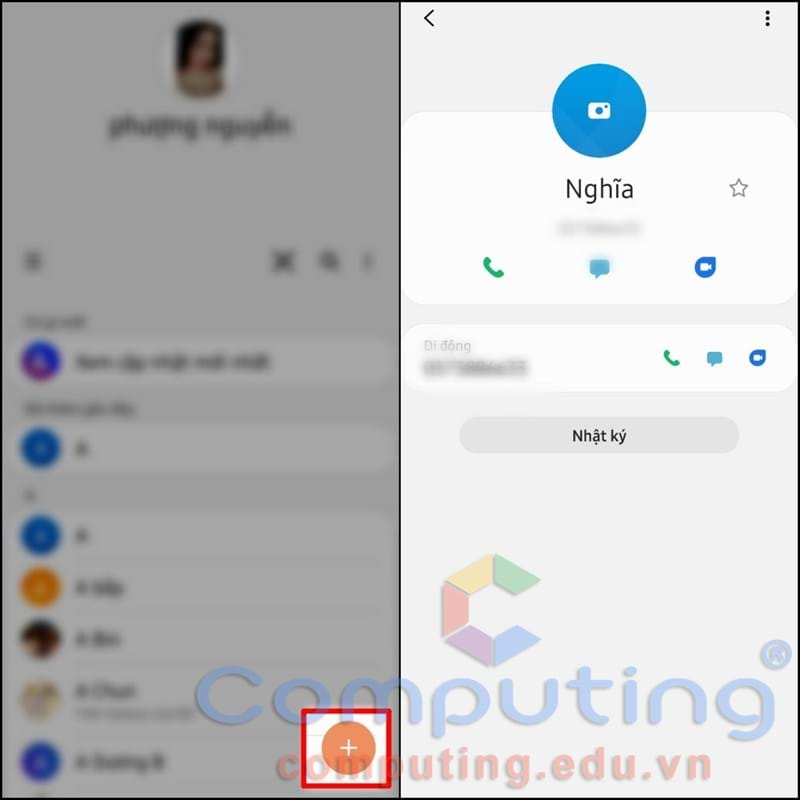 phượng nguyễn
Xem cập nhật mới nhất
A
A
A
A bắp
A Bin
A Chun
A Dương B
Nghĩa
Di động
Nhật ký
Computing®
computing.edu.vn